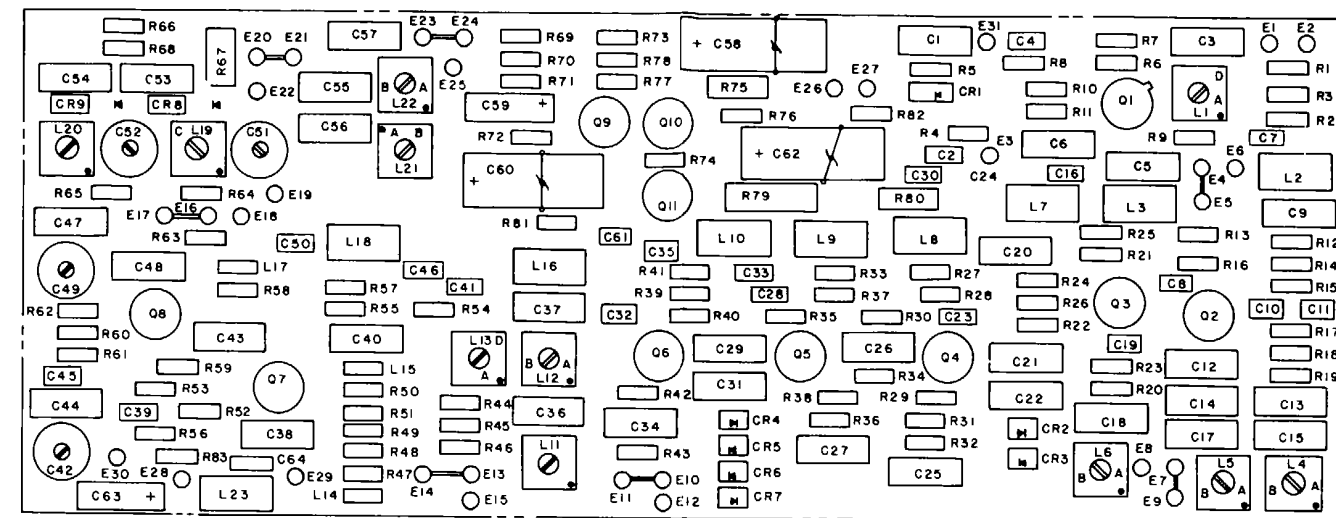 R66 C57 E23 E24 R69 R73 + C58 C1 E31 C4 R7 C3 E1 E2
R68 R67 E20 E21 R70 R78 R5 R8 R6 D R1
C54 C53 E25 R71 R77 R75 E26 E27 CR1 R10 Q1 A L1 R3
CR9 CR8 E22 C55 B A L22 C59 + Q9 Q10 R76 R82 R11 R2
L20 C52 C L19 C51 C56 A B L21 R72 R4 E3 C6 R9 C7
C60 + R74 + C62 C2 C24 C5 E6
R65 R64 E19 Q11 R79 C30 R80 C16 E4 L2
C47 E17 E16 E18 R81 L7 L3 E5 C9
R63 C50 L18 C61 C35 L10 L9 L8 C20 R25 R13 R12
C48 L17 C46 L16 R41 C33 R33 R27 R21 R16 R14
C49 R58 R57 C41 R39 C28 R37 R28 R24 C8 R15
R62 Q8 R55 R54 C37 C32 R40 R35 R30 C23 R26 Q3 Q2 C10 C11
R60 C43 C40 L13 D B A Q6 C29 Q5 C26 Q4 R22 C19 R17
R61 R59 L15 A L12 C31 R34 C21 R23 C12 R18
C45 R53 Q7 R50 R42 R38 R29 R20 R19
C44 C39 R52 R51 R44 C36 C34 CR4 R36 R31 C22 C18 C14 C13
R56 C38 R49 R45 CR5 C27 R32 CR2 C17 C15
C42 R83 C64 R48 R46 L11 R43 CR6 C25 CR3 L6 E8 L5 L4
E30 E28 E29 R47 E14 E13 E11 E10 CR7 B A E7 B A B A
C63 + L23 L14 E15 E12 E9